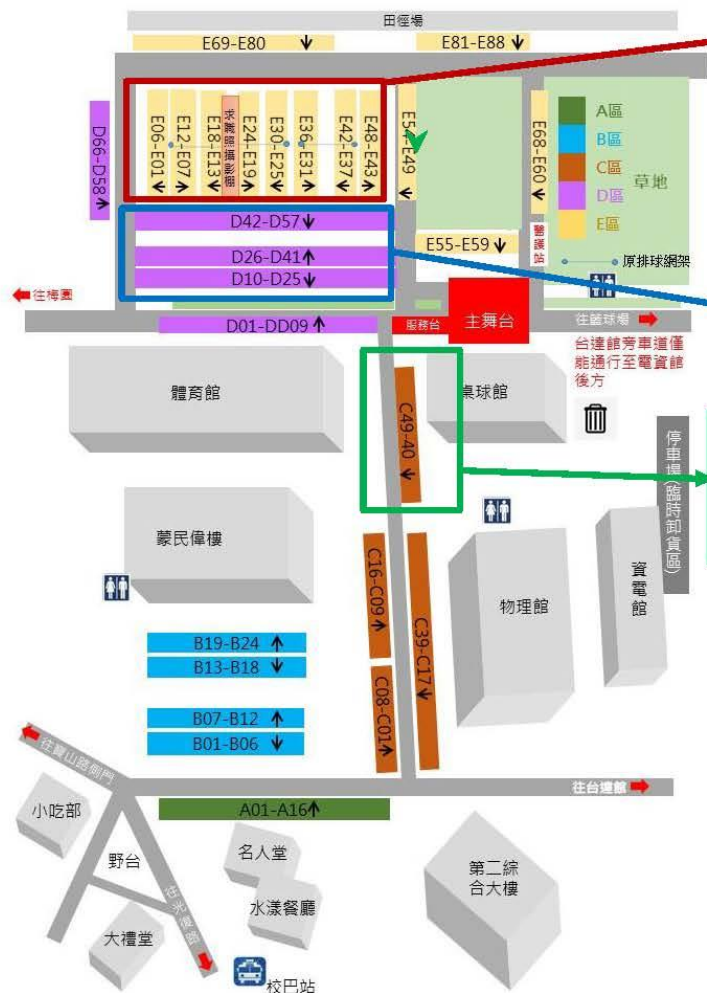 田徑場
E69-E80
E81-E88
D66-D58
E06-E01
E12-E07
E18-E13
求職照攝影棚
E24-E19
E30-E25
E36-E31
E42-E37
E48-E43
E54-E49
E68-E60
A區
B區
C區
D區
E區
草地
原排球網架
D42-D57
D26-D41
D10-D25
E55-E59
醫護站
往梅園
D01-DD09
服務台
主舞台
往籃球場
台達館旁車道僅
能通行至電資館
後方
體育館
C49-40
桌球館
停車場(臨時卸貨區)
蒙民偉樓
C16-C09
C39-C17
物理館
資電館
B19-B24
B13-B18
C08-C01
B07-B12
B01-B06
往寶山路側門
往台達館
小吃部
A01-A16
野台
名人堂
第二綜
合大樓
往光復路
水漾餐廳
大禮堂
校巴站